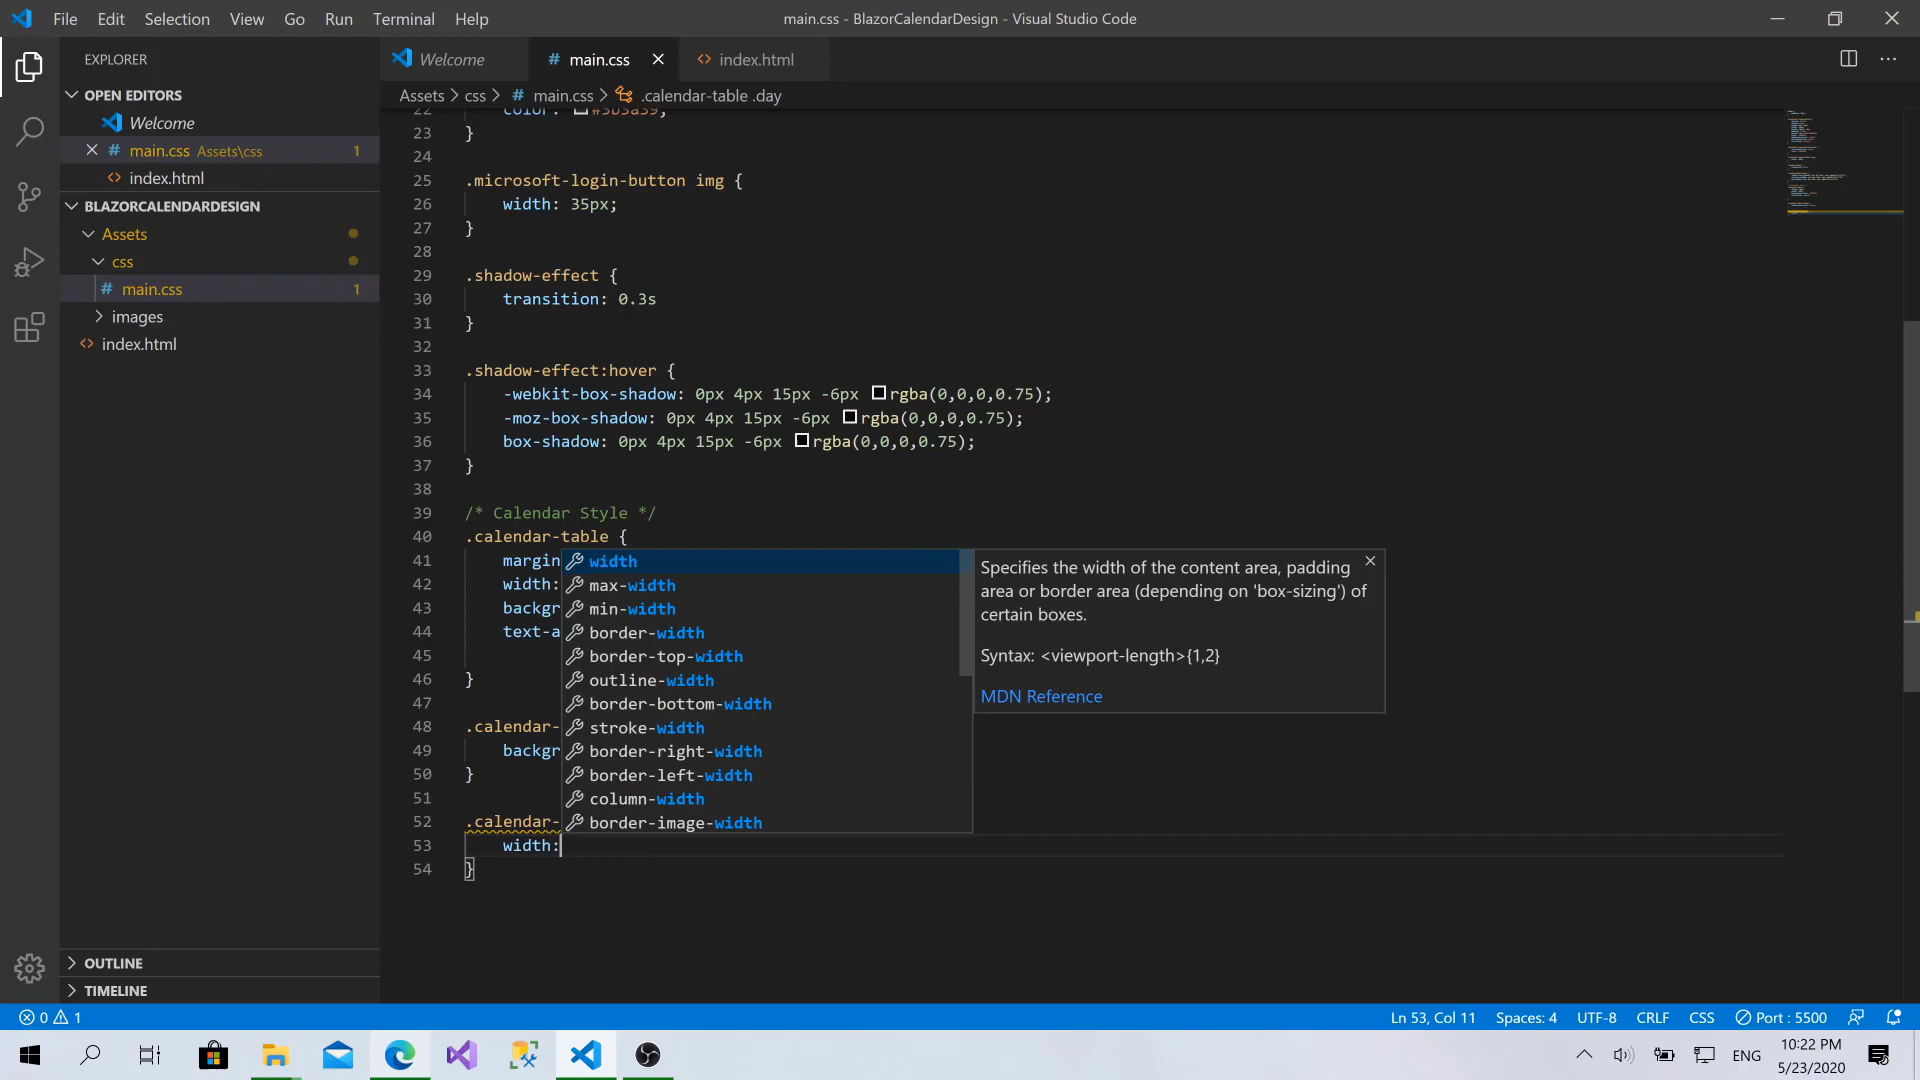 File Edit Selection View Go Run Terminal Help
main.css - BlazorCalendarDesign - Visual Studio Code
EXPLORER
Welcome
main.css
index.html
OPEN EDITORS
Welcome
main.css Assets\css 1
index.html
BLAZORCALENDARDESIGN
Assets
css
main.css 1
images
index.html
OUTLINE
TIMELINE
Assets > css > # main.css > .calendar-table .day
22 color: #3b3a39;
23 }
24
25 .microsoft-login-button img {
26 width: 35px;
27 }
28
29 .shadow-effect {
30 transition: 0.3s
31 }
32
33 .shadow-effect:hover {
34 -webkit-box-shadow: 0px 4px 15px -6px rgba(0,0,0,0.75);
35 -moz-box-shadow: 0px 4px 15px -6px rgba(0,0,0,0.75);
36 box-shadow: 0px 4px 15px -6px rgba(0,0,0,0.75);
37 }
38
39 /* Calendar Style */
40 .calendar-table {
41 margin
42 width:
43 backgr
44 text-a
45
46 }
47
48 .calendar-
49 backgr
50 }
51
52 .calendar-
53 width:
54 }
width
max-width
min-width
border-width
border-top-width
outline-width
border-bottom-width
stroke-width
border-right-width
border-left-width
column-width
border-image-width
Specifies the width of the content area, padding
area or border area (depending on 'box-sizing') of
certain boxes.
Syntax: <viewport-length>{1,2}
MDN Reference
0 1
Ln 53, Col 11 Spaces: 4 UTF-8 CRLF CSS Port : 5500
ENG
10:22 PM
5/23/2020